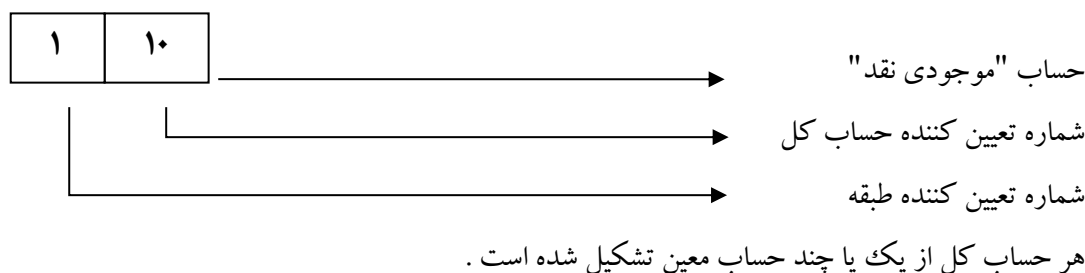 ۱ ۱۰
حساب "موجودی نقد"
شماره تعیین کننده حساب کل
شماره تعیین کننده طبقه
هر حساب کل از یک یا چند حساب معین تشکیل شده است .